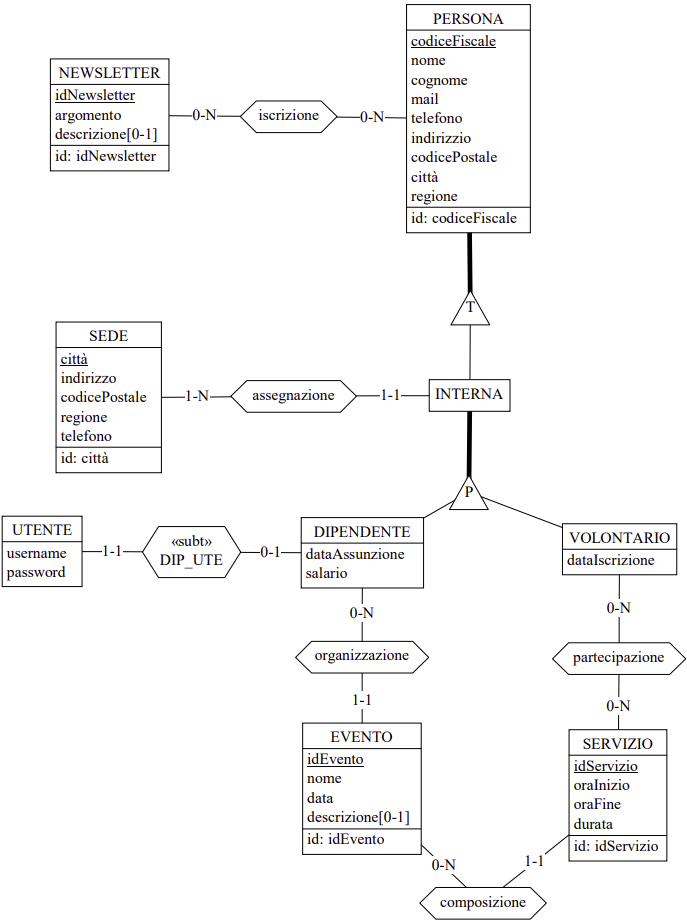 PERSONA
codiceFiscale
nome
cognome
mail
telefono
indirizzio
codicePostale
città
regione
id: codiceFiscale
NEWSLETTER
idNewsletter
argomento
descrizione[0-1]
id: idNewsletter
0-N
iscrizione
0-N
T
SEDE
città
indirizzo
codicePostale
regione
telefono
id: città
1-N
assegnazione
1-1
INTERNA
P
UTENTE
username
password
1-1
«subt»
DIP_UTE
0-1
DIPENDENTE
dataAssunzione
salario
VOLONTARIO
dataIscrizione
0-N
organizzazione
1-1
0-N
partecipazione
0-N
EVENTO
idEvento
nome
data
descrizione[0-1]
id: idEvento
SERVIZIO
idServizio
oraInizio
oraFine
durata
id: idServizio
0-N
1-1
composizione